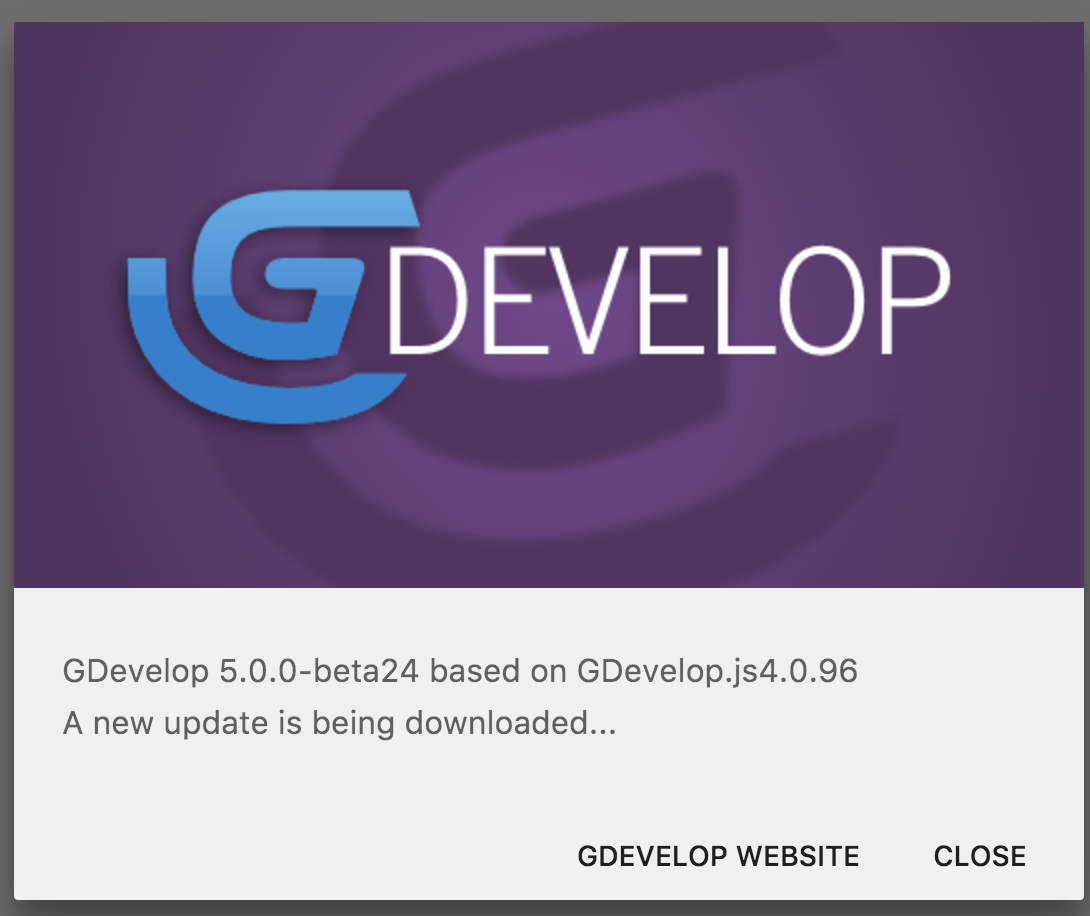 GDEVELOP
GDevelop 5.0.0-beta24 based on GDevelop.js4.0.96
A new update is being downloaded...
GDEVELOP WEBSITE CLOSE